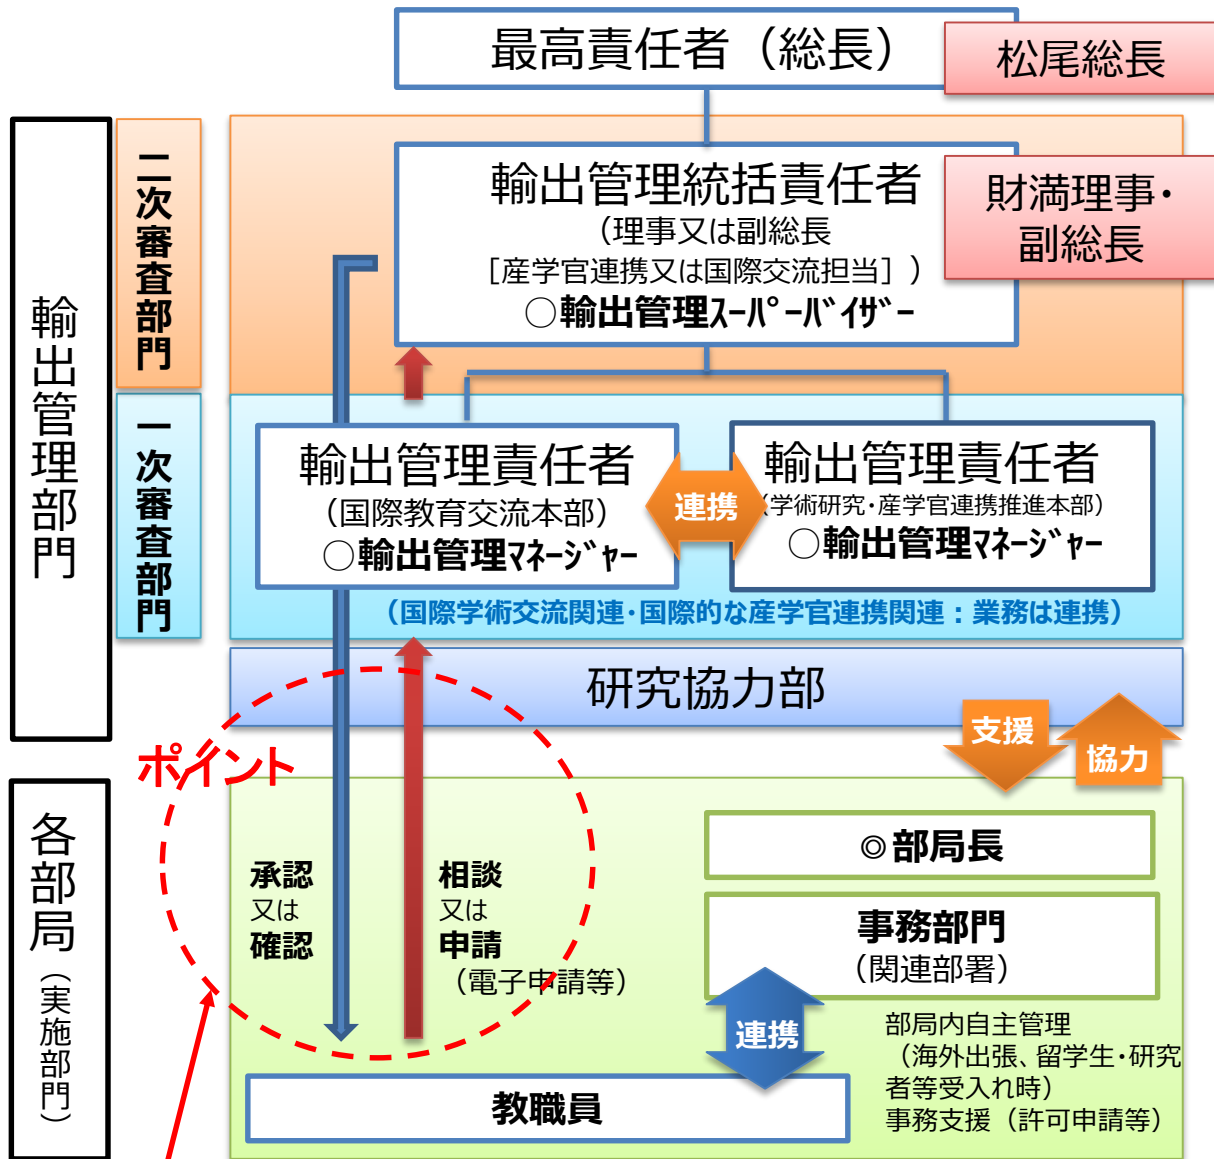 最高責任者（総長）
松尾総長
輸出管理部門
二次審査部門
輸出管理統括責任者
（理事又は副総長
［産学官連携又は国際交流担当］）
○輸出管理ｽｰﾊﾟｰﾊﾞｲｻﾞｰ
財満理事・
副総長
一次審査部門
輸出管理責任者
（国際教育交流本部）
○輸出管理ﾏﾈｰｼﾞｬｰ
連携
輸出管理責任者
（学術研究・産学官連携推進本部）
○輸出管理ﾏﾈｰｼﾞｬｰ
（国際学術交流関連・国際的な産学官連携関連：業務は連携）
研究協力部
支援
協力
ポイント
各部局（実施部門）
承認
又は
確認
相談
又は
申請
（電子申請等）
◎部局長
事務部門
（関連部署）
連携
部局内自主管理
（海外出張、留学生・研究
者等受入れ時）
事務支援（許可申請等）
教職員